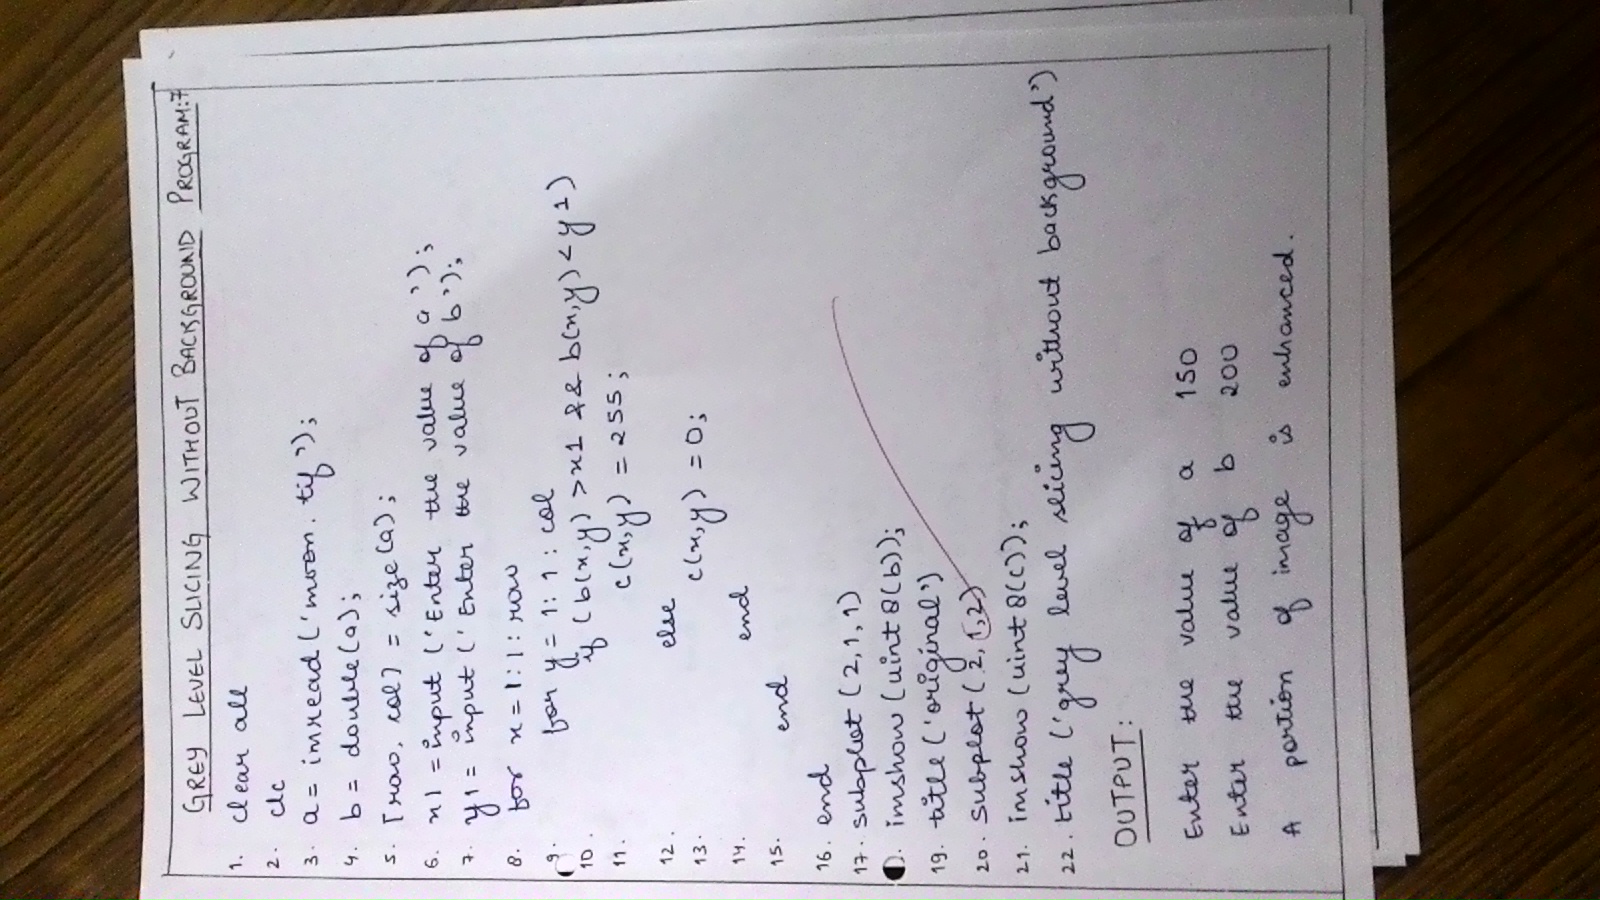 GREY LEVEL SLICING WITHOUT BACKGROUND PROGRAM:7
1. clear all
2. clc
3. a = imread ('moon. tif');
4. b = double(a);
5. [row, col] = size(a);
6. x1 = input ('Enter the value of a');
7. y1 = input ('Enter the value of b');
8. for x = 1:1: row
9. for y = 1: 1 : col
10. if (b(x,y) >x1 && b(x,y) < y1)
11. c(x,y) = 255;
12. else
13. c(x,y) = 0;
14. end
15. end
16. end
17. subplot (2,1,1)
. imshow (uint 8(b));
19. title ('original')
20. subplot (2,1,2)
21. imshow (uint 8(c));
22. title ('grey level slicing without background')
OUTPUT:
Enter the value of a 150
Enter the value of b 200
A portion of image is enhanced.